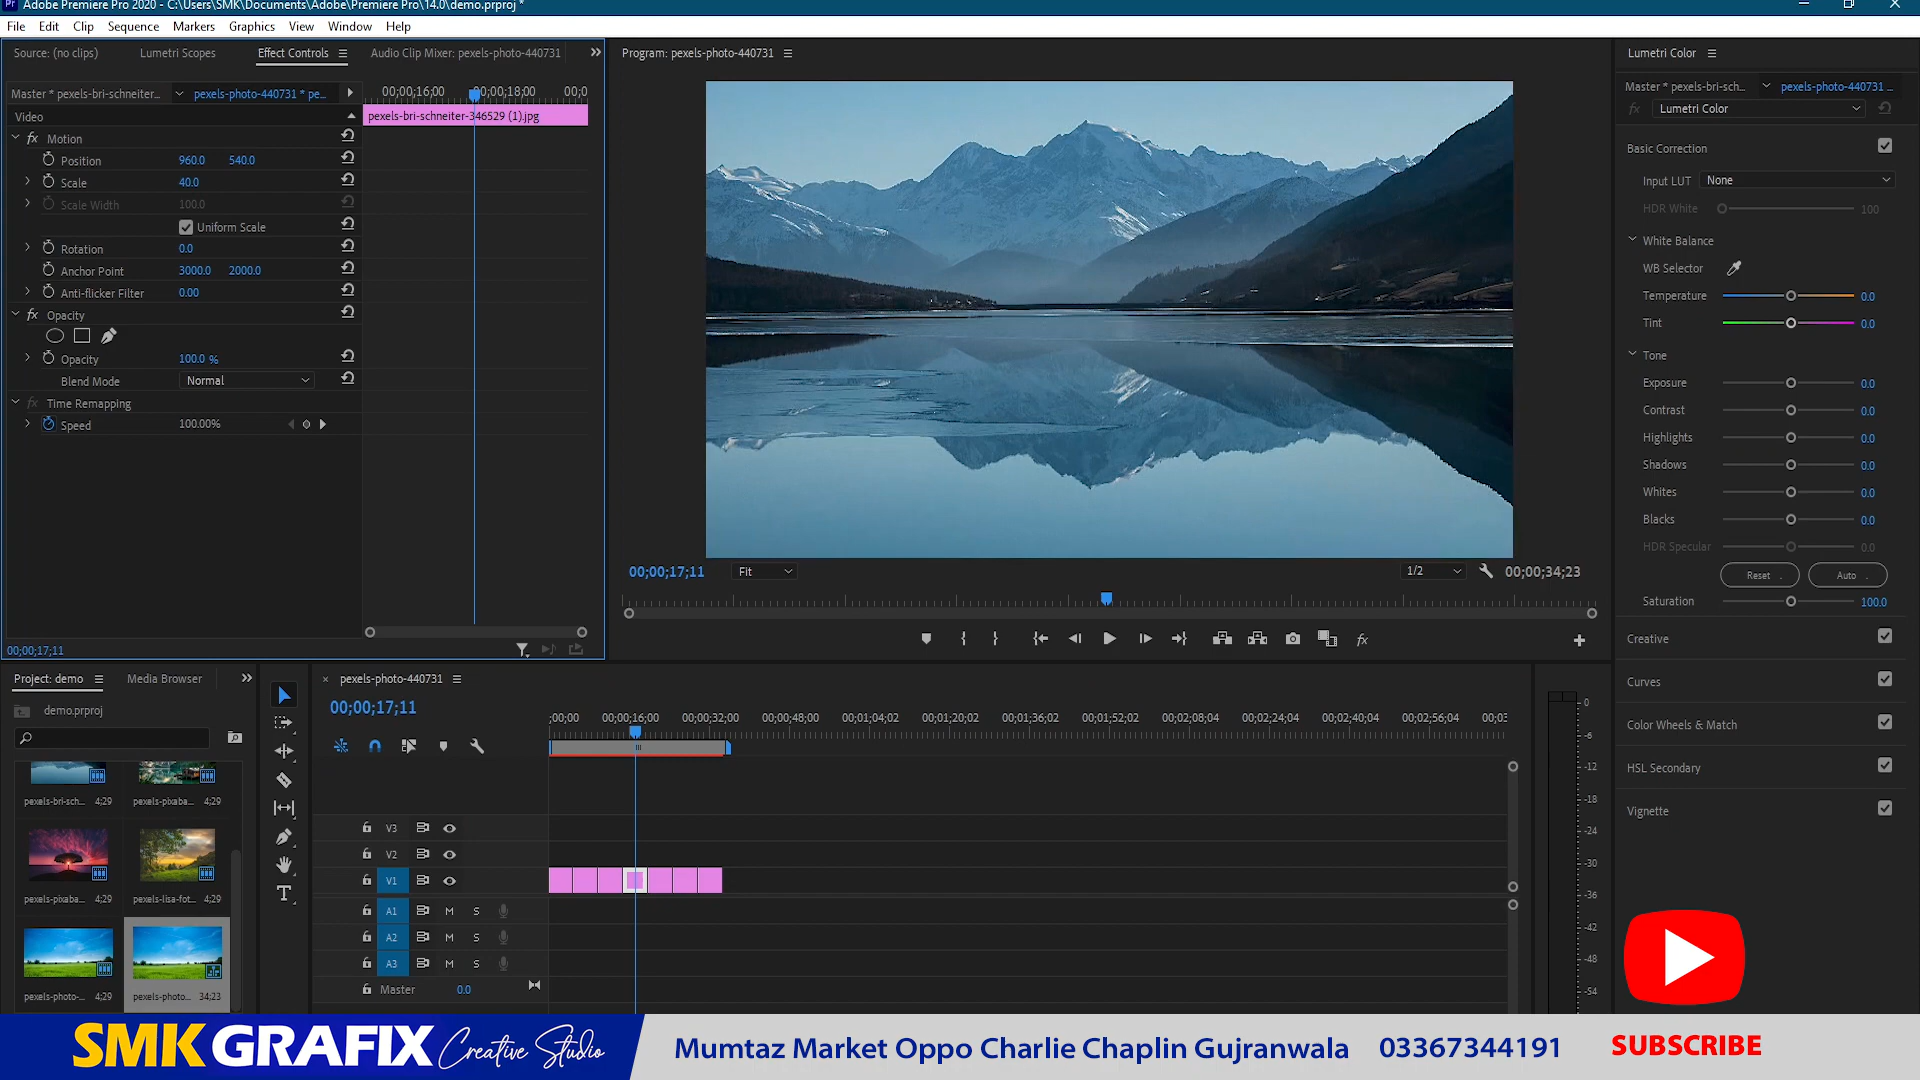 Adobe Premiere Pro 2020 - C:\Users\SMK\Documents\Adobe\Premiere Pro\14.0\demo.prproj *
File Edit Clip Sequence Markers Graphics View Window Help
Source: (no clips) Lumetri Scopes Effect Controls Audio Clip Mixer: pexels-photo-440731
Master * pexels-bri-schneiter... pexels-photo-440731 * pe...
00;00;16;00 00;00;18;00 00;0
Video
pexels-bri-schneiter-346529 (1).jpg
fx Motion
Position 960.0 540.0
Scale 40.0
Scale Width 100.0
Uniform Scale
Rotation 0.0
Anchor Point 3000.0 2000.0
Anti-flicker Filter 0.00
fx Opacity
Opacity 100.0 %
Blend Mode Normal
fx Time Remapping
Speed 100.00%
00;00;17;11
Program: pexels-photo-440731
00;00;17;11 Fit 1/2 00;00;34;23
fx
Lumetri Color
Master * pexels-bri-sch... pexels-photo-440731 ...
fx Lumetri Color
Basic Correction
Input LUT None
HDR White 100
White Balance
WB Selector
Temperature 0.0
Tint 0.0
Tone
Exposure 0.0
Contrast 0.0
Highlights 0.0
Shadows 0.0
Whites 0.0
Blacks 0.0
HDR Specular 0.0
Reset Auto
Saturation 100.0
Creative
Curves
Color Wheels & Match
HSL Secondary
Vignette
Project: demo Media Browser
demo.prproj
pexels-bri-sch... 4;29 pexels-pixaba... 4;29
pexels-pixaba... 4;29 pexels-lisa-fot... 4;29
pexels-photo-... 4;29 pexels-photo... 34;23
pexels-photo-440731
00;00;17;11
;00;00 00;00;16;00 00;00;32;00 00;00;48;00 00;01;04;02 00;01;20;02 00;01;36;02 00;01;52;02 00;02;08;04 00;02;24;04 00;02;40;04 00;02;56;04 00;03
V3
V2
V1
A1 M S
A2 M S
A3 M S
Master 0.0
0
-6
-12
-18
-24
-30
-36
-42
-48
-54
SMK GRAFIX Creative Studio
Mumtaz Market Oppo Charlie Chaplin Gujranwala 03367344191 SUBSCRIBE